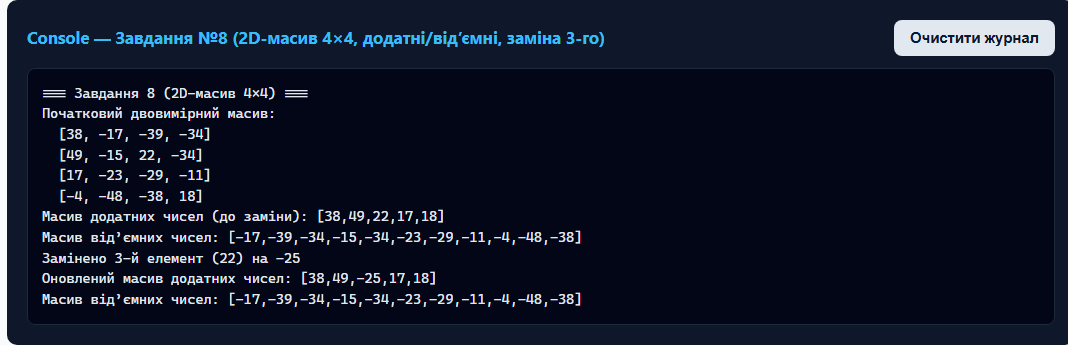 Console — Завдання №8 (2D-масив 4×4, додатні/від’ємні, заміна 3-го)
Очистити журнал
=== Завдання 8 (2D-масив 4×4) ===
Початковий двовимірний масив:
[38, -17, -39, -34]
[49, -15, 22, -34]
[17, -23, -29, -11]
[-4, -48, -38, 18]
Масив додатних чисел (до заміни): [38,49,22,17,18]
Масив від’ємних чисел: [-17,-39,-34,-15,-34,-23,-29,-11,-4,-48,-38]
Замінено 3-й елемент (22) на -25
Оновлений масив додатних чисел: [38,49,-25,17,18]
Масив від’ємних чисел: [-17,-39,-34,-15,-34,-23,-29,-11,-4,-48,-38]